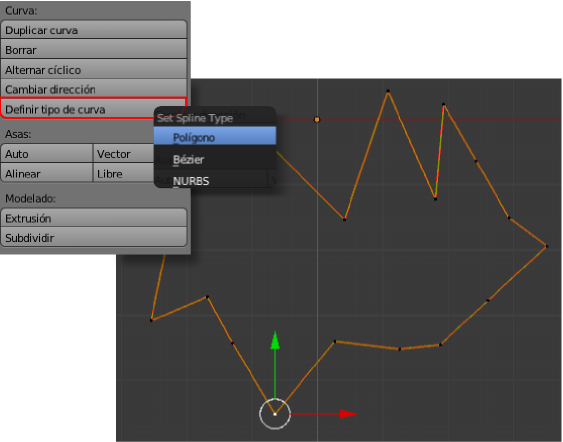 Curva:
Duplicar curva
Borrar
Alternar cíclico
Cambiar dirección
Definir tipo de curva
Set Spline Type
Polígono
Bézier
NURBS
Asas:
Auto Vector
Alinear Libre
Modelado:
Extrusión
Subdividir